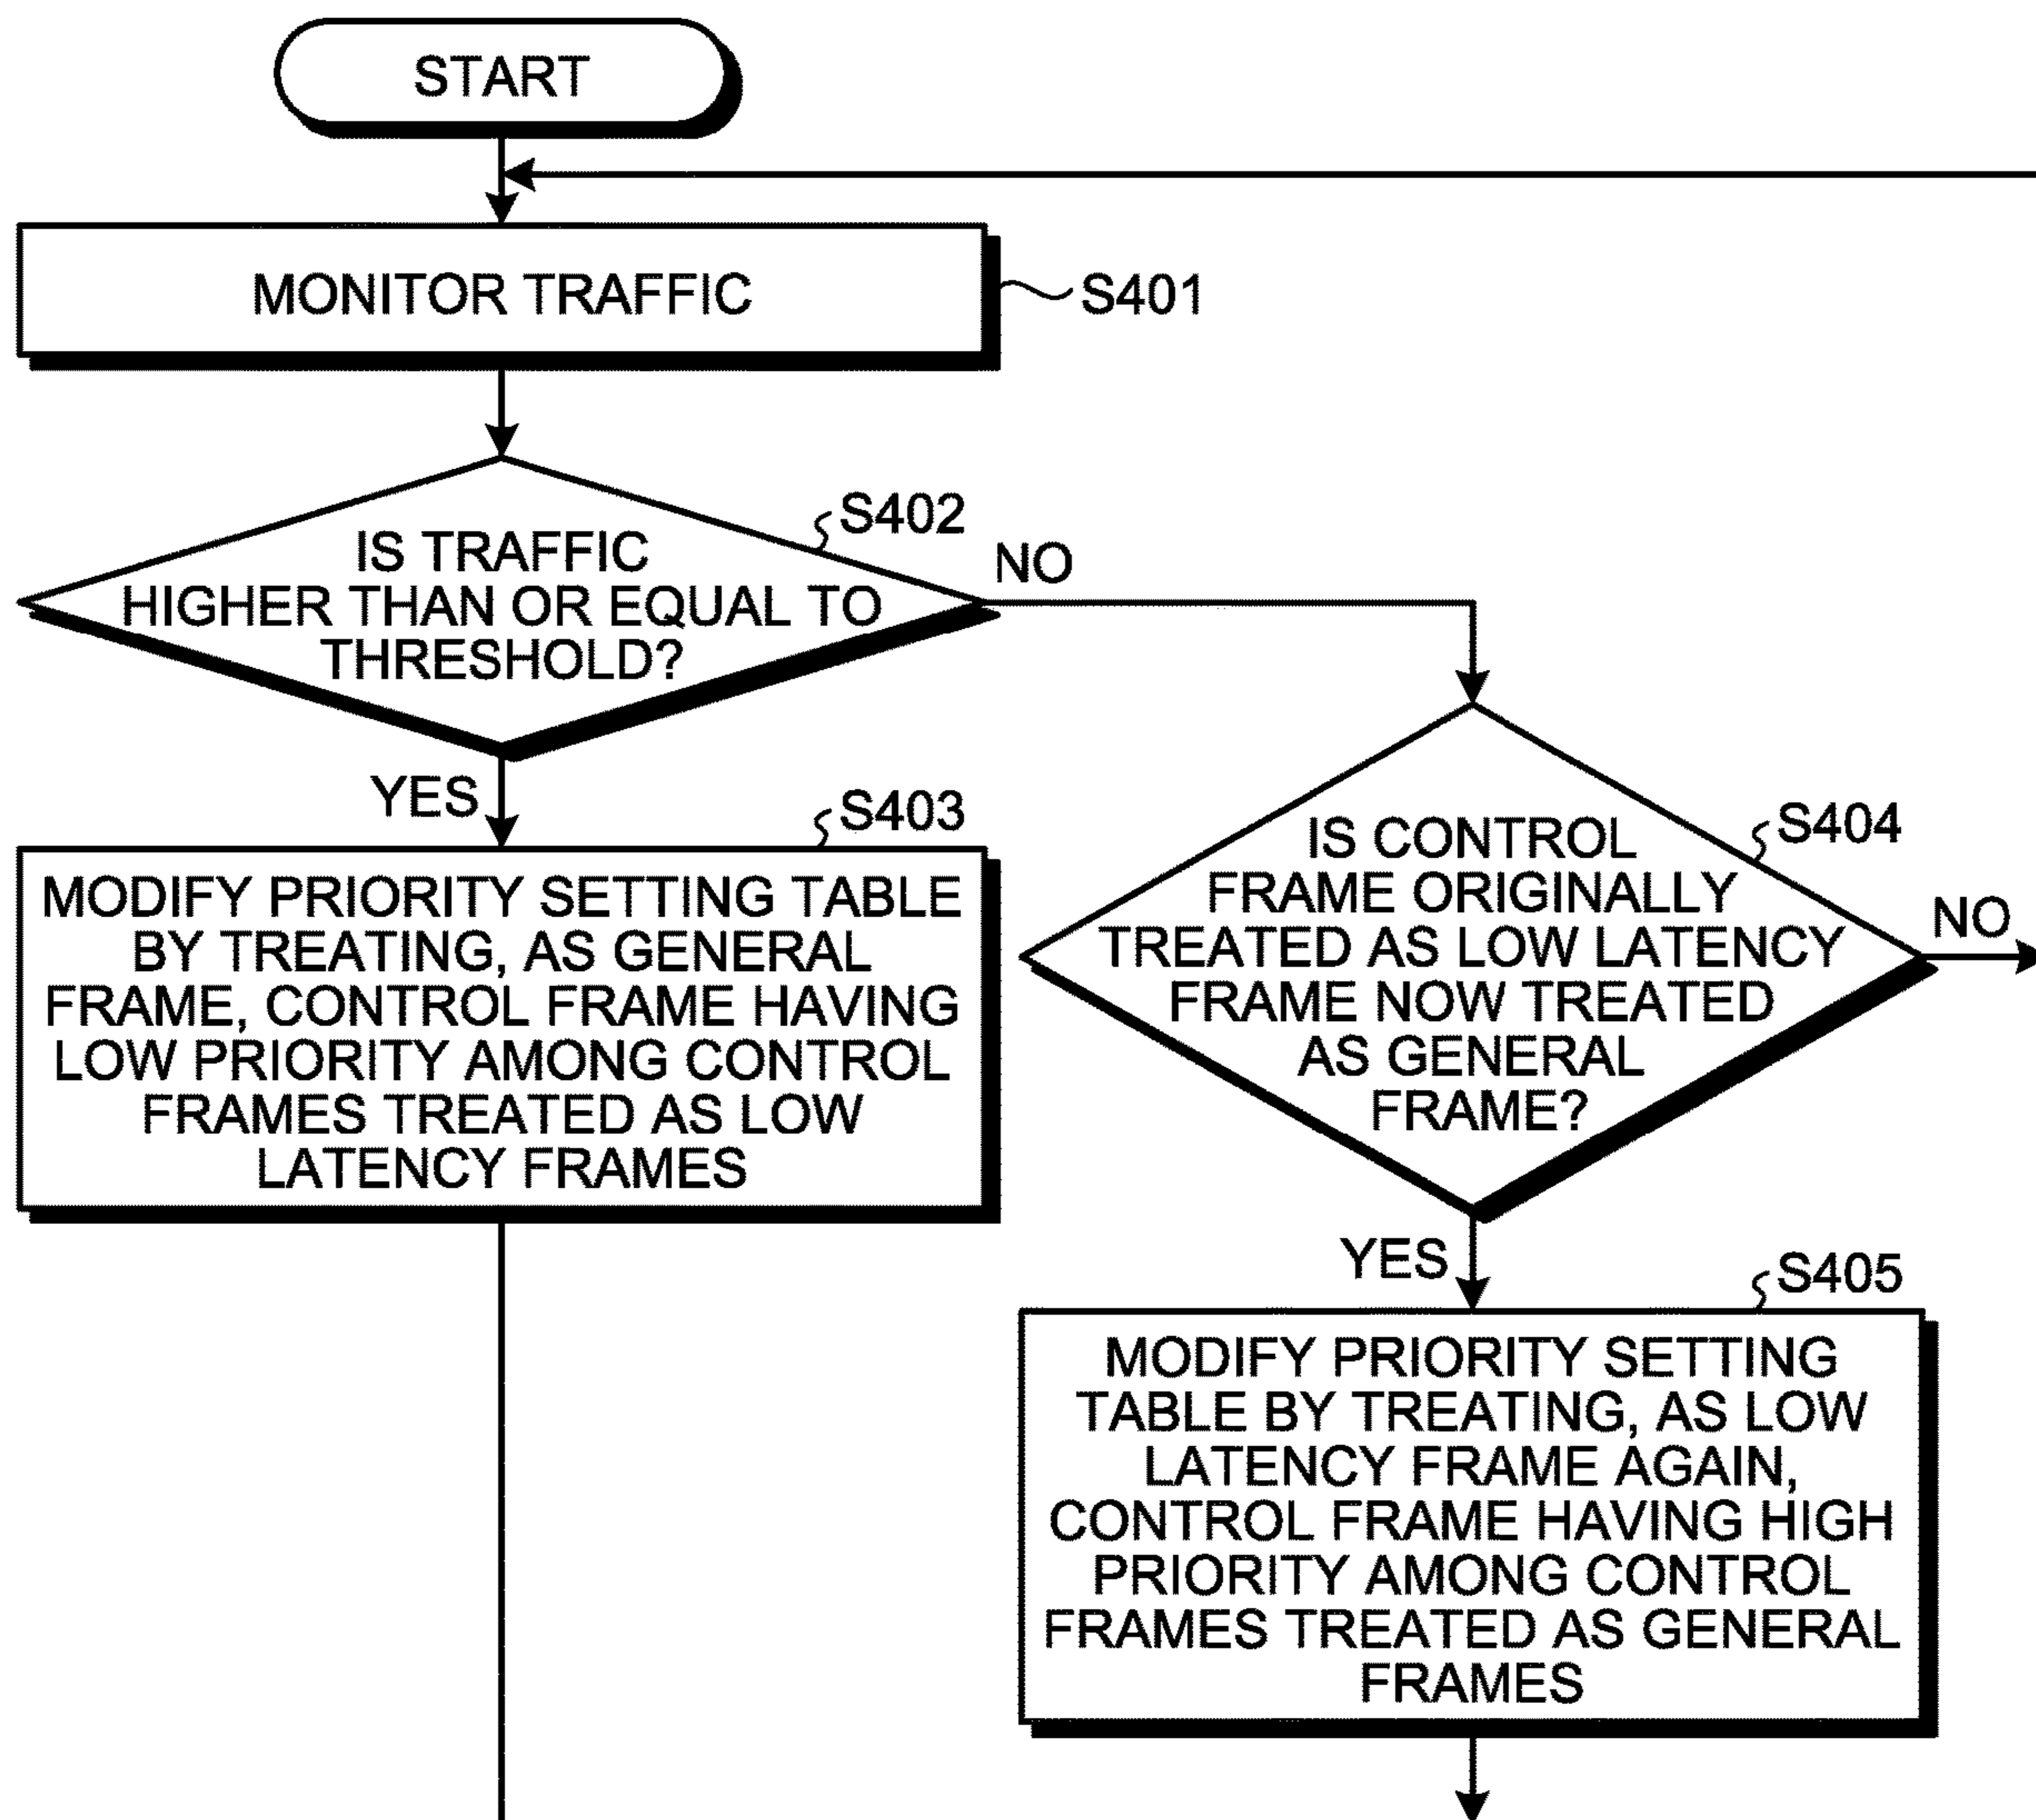 START
MONITOR TRAFFIC
S401
S402
IS TRAFFIC
HIGHER THAN OR EQUAL TO
THRESHOLD?
NO
YES
S403
MODIFY PRIORITY SETTING TABLE
BY TREATING, AS GENERAL
FRAME, CONTROL FRAME HAVING
LOW PRIORITY AMONG CONTROL
FRAMES TREATED AS LOW
LATENCY FRAMES
S404
IS CONTROL
FRAME ORIGINALLY
TREATED AS LOW LATENCY
FRAME NOW TREATED
AS GENERAL
FRAME?
NO
YES
S405
MODIFY PRIORITY SETTING
TABLE BY TREATING, AS LOW
LATENCY FRAME AGAIN,
CONTROL FRAME HAVING HIGH
PRIORITY AMONG CONTROL
FRAMES TREATED AS GENERAL
FRAMES